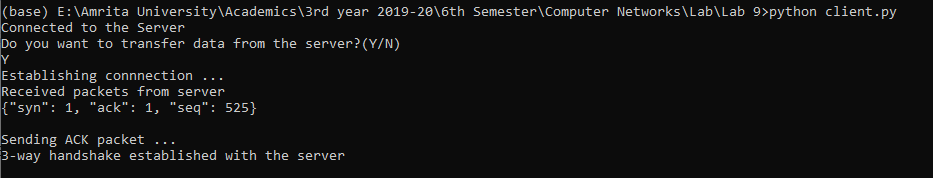 (base) E:\Amrita University\Academics\3rd year 2019-20\6th Semester\Computer Networks\Lab\Lab 9>python client.py
Connected to the Server
Do you want to transfer data from the server?(Y/N)
Y
Establishing connnection ...
Received packets from server
{"syn": 1, "ack": 1, "seq": 525}
Sending ACK packet ...
3-way handshake established with the server